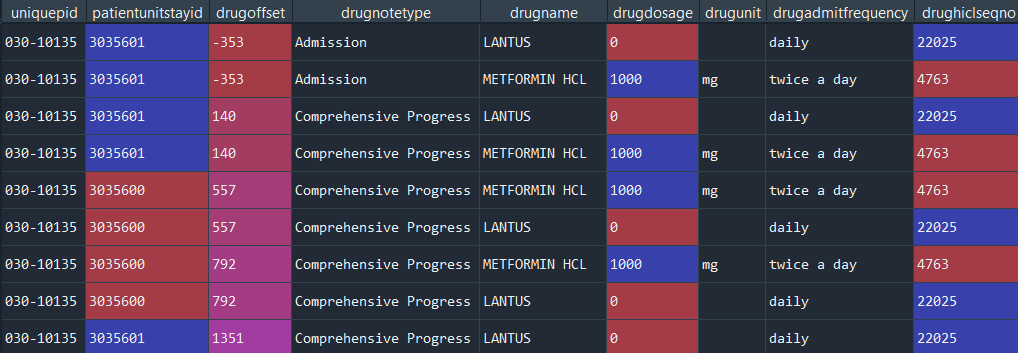 uniquepid patientunitstayid drugoffset drugnotetype drugname drugdosage drugunit drugadmitfrequency drughiclseqno
030-10135 3035601 -353 Admission LANTUS 0 daily 22025
030-10135 3035601 -353 Admission METFORMIN HCL 1000 mg twice a day 4763
030-10135 3035601 140 Comprehensive Progress LANTUS 0 daily 22025
030-10135 3035601 140 Comprehensive Progress METFORMIN HCL 1000 mg twice a day 4763
030-10135 3035600 557 Comprehensive Progress METFORMIN HCL 1000 mg twice a day 4763
030-10135 3035600 557 Comprehensive Progress LANTUS 0 daily 22025
030-10135 3035600 792 Comprehensive Progress METFORMIN HCL 1000 mg twice a day 4763
030-10135 3035600 792 Comprehensive Progress LANTUS 0 daily 22025
030-10135 3035601 1351 Comprehensive Progress LANTUS 0 daily 22025